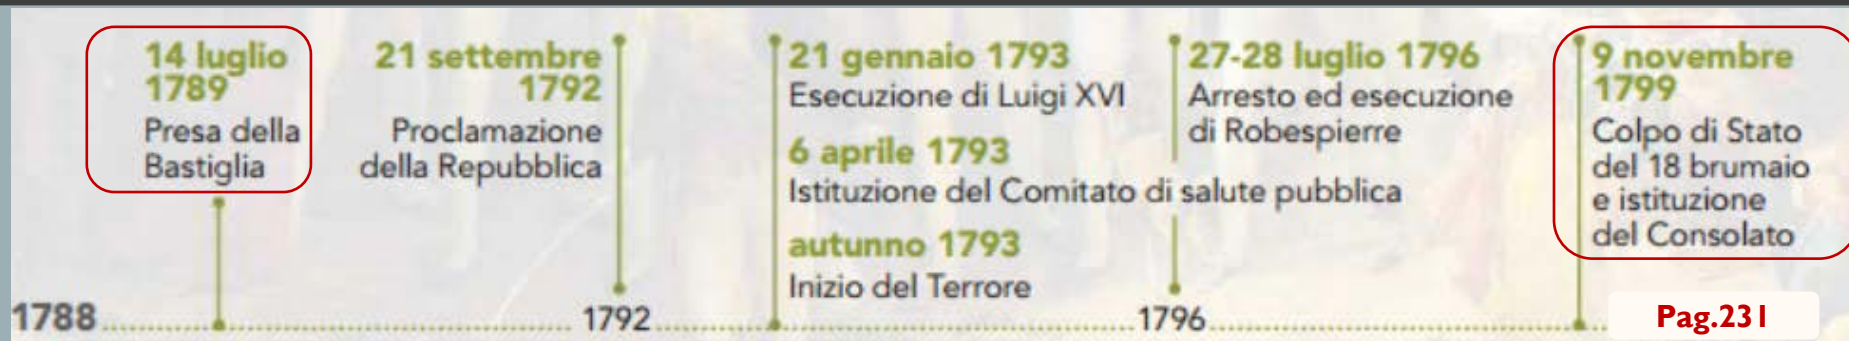 14 luglio
1789
Presa della
Bastiglia
21 settembre
1792
Proclamazione
della Repubblica
21 gennaio 1793
Esecuzione di Luigi XVI
6 aprile 1793
Istituzione del Comitato di salute pubblica
autunno 1793
Inizio del Terrore
27-28 luglio 1796
Arresto ed esecuzione
di Robespierre
9 novembre
1799
Colpo di Stato
del 18 brumaio
e istituzione
del Consolato
1788
1792
1796
Pag.231